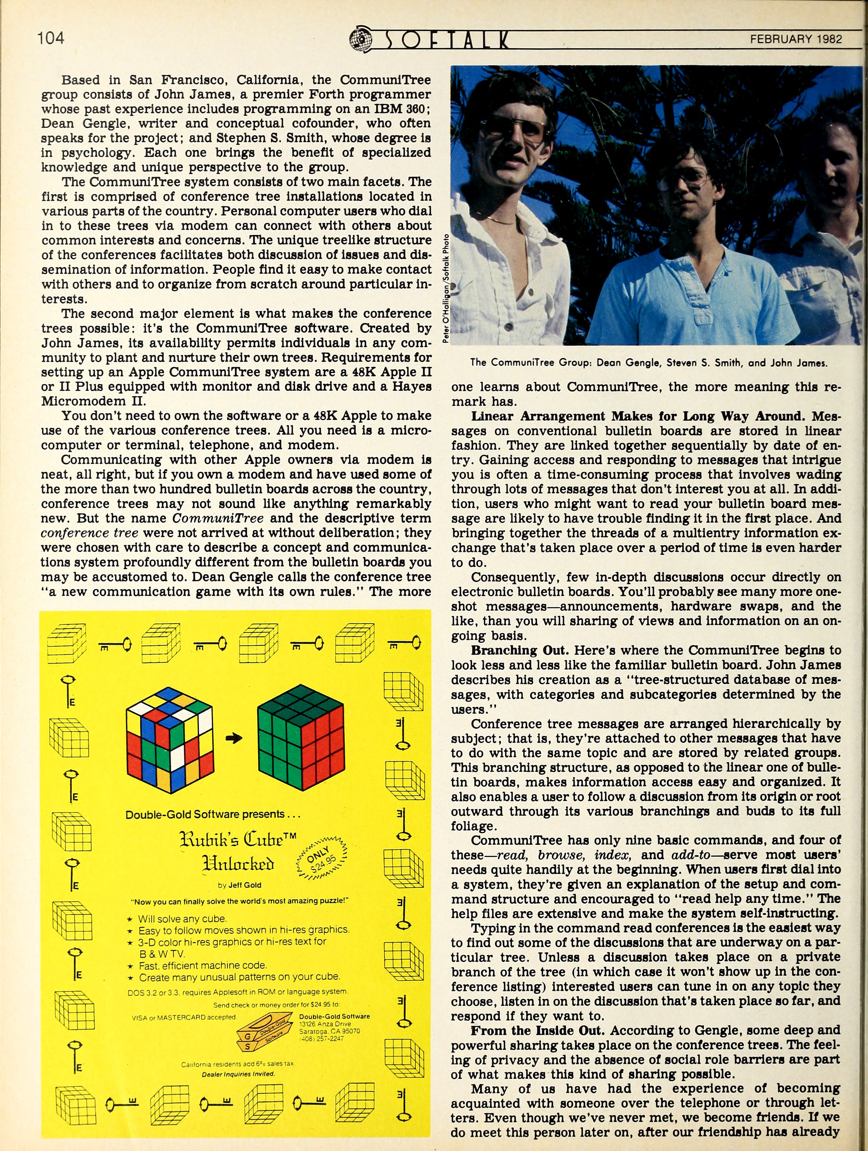 104
SOFTALK
FEBRUARY 1982
Based in San Francisco, California, the CommuniTree
group consists of John James, a premier Forth programmer
whose past experience includes programming on an IBM 360;
Dean Gengle, writer and conceptual cofounder, who often
speaks for the project; and Stephen S. Smith, whose degree is
in psychology. Each one brings the benefit of specialized
knowledge and unique perspective to the group.
The CommuniTree system consists of two main facets. The
first is comprised of conference tree installations located in
various parts of the country. Personal computer users who dial
in to these trees via modem can connect with others about
common interests and concerns. The unique treelike structure
of the conferences facilitates both discussion of issues and dis-
semination of information. People find it easy to make contact
with others and to organize from scratch around particular in-
terests.
The second major element is what makes the conference
trees possible: it's the CommuniTree software. Created by
John James, its availability permits individuals in any com-
munity to plant and nurture their own trees. Requirements for
setting up an Apple CommuniTree system are a 48K Apple II
or II Plus equipped with monitor and disk drive and a Hayes
Micromodem II.
You don't need to own the software or a 48K Apple to make
use of the various conference trees. All you need is a micro-
computer or terminal, telephone, and modem.
Communicating with other Apple owners via modem is
neat, all right, but if you own a modem and have used some of
the more than two hundred bulletin boards across the country,
conference trees may not sound like anything remarkably
new. But the name CommuniTree and the descriptive term
conference tree were not arrived at without deliberation; they
were chosen with care to describe a concept and communica-
tions system profoundly different from the bulletin boards you
may be accustomed to. Dean Gengle calls the conference tree
"a new communication game with its own rules." The more
Double-Gold Software presents . . .
Rubik's Cube™
Unlocked
ONLY
$24.95
by Jeff Gold
"Now you can finally solve the world's most amazing puzzle!"
★ Will solve any cube.
★ Easy to follow moves shown in hi-res graphics.
★ 3-D color hi-res graphics or hi-res text for
B & W TV.
★ Fast, efficient machine code.
★ Create many unusual patterns on your cube.
DOS 3.2 or 3.3, requires Applesoft in ROM or language system.
Send check or money order for $24.95 to:
VISA or MASTERCARD accepted.
G
S
Double-Gold Software
13126 Anza Drive
Saratoga, CA 95070
(408) 257-2247
California residents add 6% sales tax.
Dealer Inquiries Invited.
Peter O'Halligan/Softalk Photo
The CommuniTree Group: Dean Gengle, Steven S. Smith, and John James.
one learns about CommuniTree, the more meaning this re-
mark has.
Linear Arrangement Makes for Long Way Around. Mes-
sages on conventional bulletin boards are stored in linear
fashion. They are linked together sequentially by date of en-
try. Gaining access and responding to messages that intrigue
you is often a time-consuming process that involves wading
through lots of messages that don't interest you at all. In addi-
tion, users who might want to read your bulletin board mes-
sage are likely to have trouble finding it in the first place. And
bringing together the threads of a multientry information ex-
change that's taken place over a period of time is even harder
to do.
Consequently, few in-depth discussions occur directly on
electronic bulletin boards. You'll probably see many more one-
shot messages—announcements, hardware swaps, and the
like, than you will sharing of views and information on an on-
going basis.
Branching Out. Here's where the CommuniTree begins to
look less and less like the familiar bulletin board. John James
describes his creation as a "tree-structured database of mes-
sages, with categories and subcategories determined by the
users."
Conference tree messages are arranged hierarchically by
subject; that is, they're attached to other messages that have
to do with the same topic and are stored by related groups.
This branching structure, as opposed to the linear one of bulle-
tin boards, makes information access easy and organized. It
also enables a user to follow a discussion from its origin or root
outward through its various branchings and buds to its full
foliage.
CommuniTree has only nine basic commands, and four of
these—read, browse, index, and add-to—serve most users'
needs quite handily at the beginning. When users first dial into
a system, they're given an explanation of the setup and com-
mand structure and encouraged to "read help any time." The
help files are extensive and make the system self-instructing.
Typing in the command read conferences is the easiest way
to find out some of the discussions that are underway on a par-
ticular tree. Unless a discussion takes place on a private
branch of the tree (in which case it won't show up in the con-
ference listing) interested users can tune in on any topic they
choose, listen in on the discussion that's taken place so far, and
respond if they want to.
From the Inside Out. According to Gengle, some deep and
powerful sharing takes place on the conference trees. The feel-
ing of privacy and the absence of social role barriers are part
of what makes this kind of sharing possible.
Many of us have had the experience of becoming
acquainted with someone over the telephone or through let-
ters. Even though we've never met, we become friends. If we
do meet this person later on, after our friendship has already